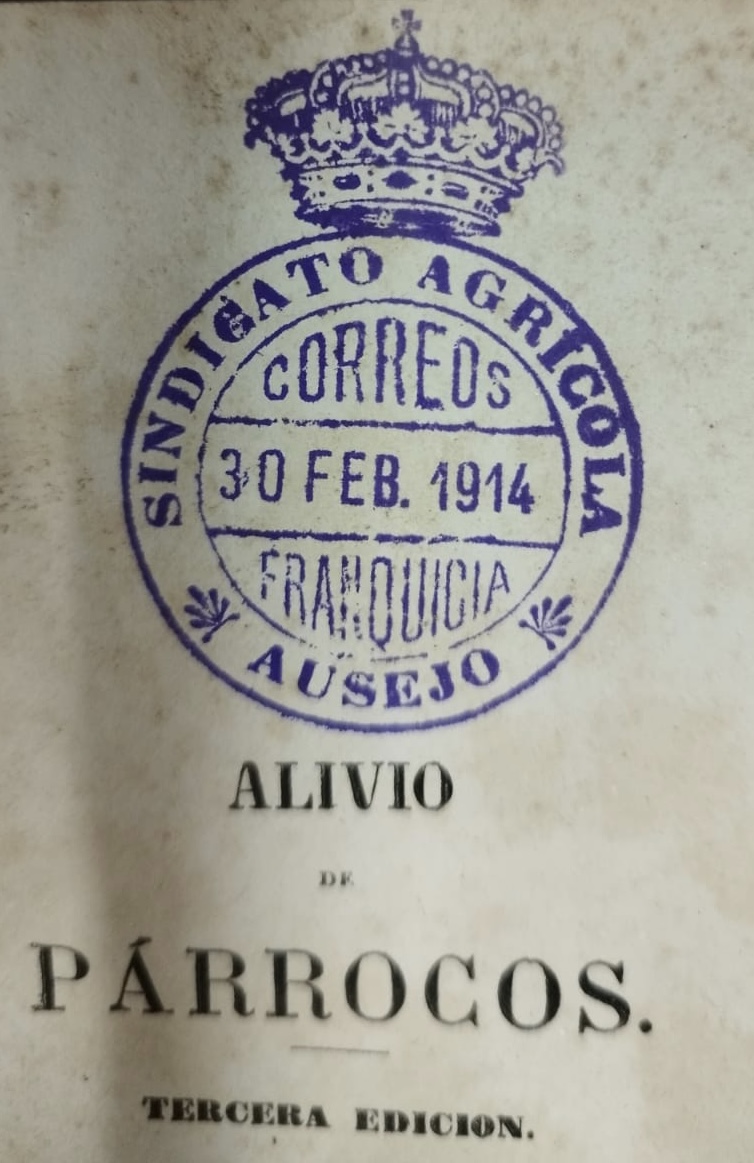 SINDICATO AGRÍCOLA
CORREOS
30 FEB. 1914
FRANQUICIA
AUSEJO
ALIVIO
DE
PÁRROCOS.
TERCERA EDICION.